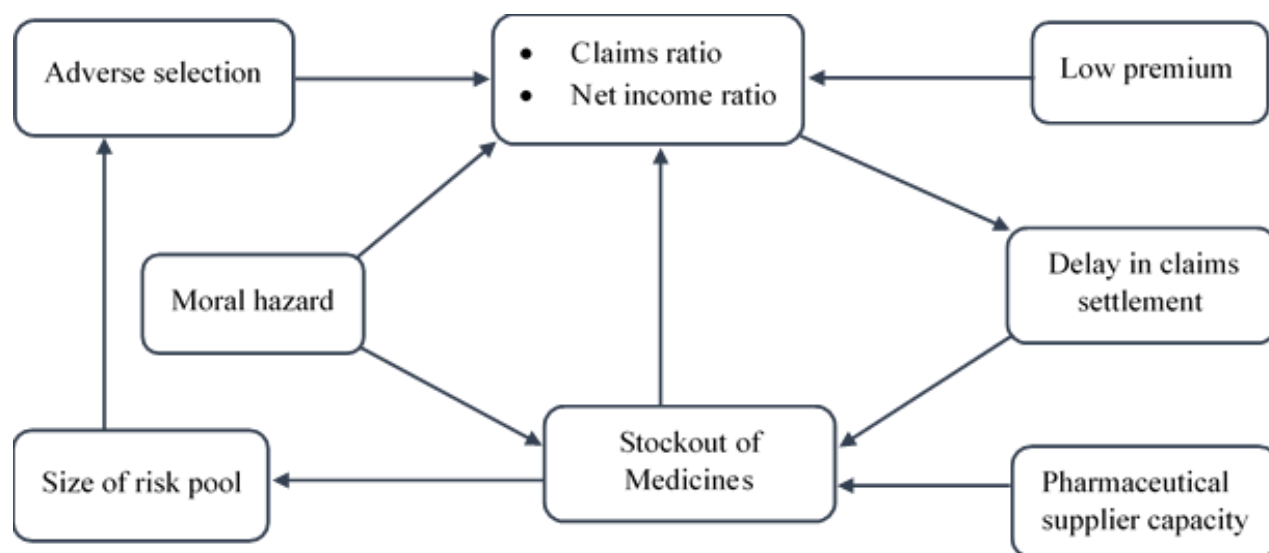 Adverse selection
• Claims ratio
• Net income ratio
Low premium
Moral hazard
Delay in claims
settlement
Size of risk pool
Stockout of
Medicines
Pharmaceutical
supplier capacity